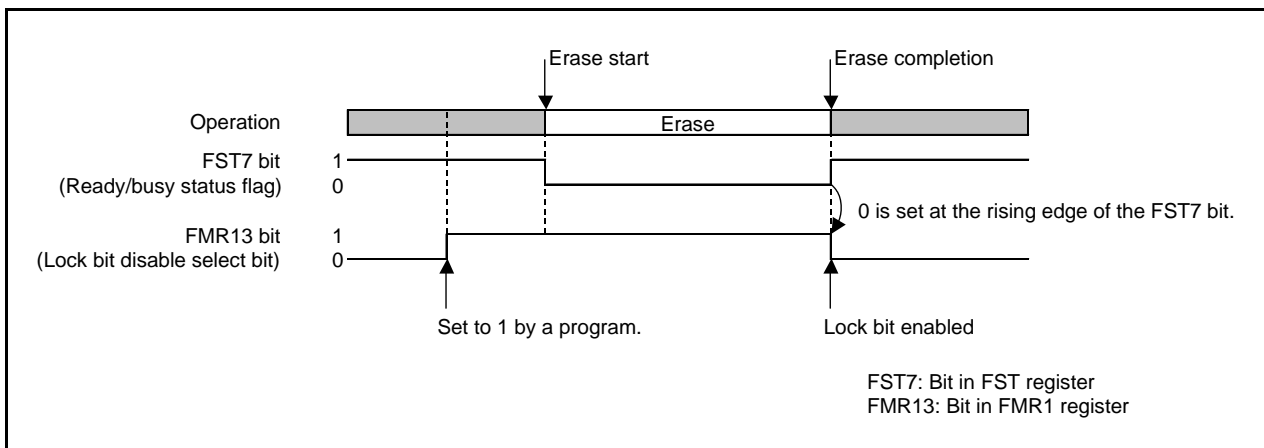 Erase start
Erase completion
Operation
Erase
FST7 bit
(Ready/busy status flag)
1
0
0 is set at the rising edge of the FST7 bit.
FMR13 bit
(Lock bit disable select bit)
1
0
Set to 1 by a program.
Lock bit enabled
FST7: Bit in FST register
FMR13: Bit in FMR1 register